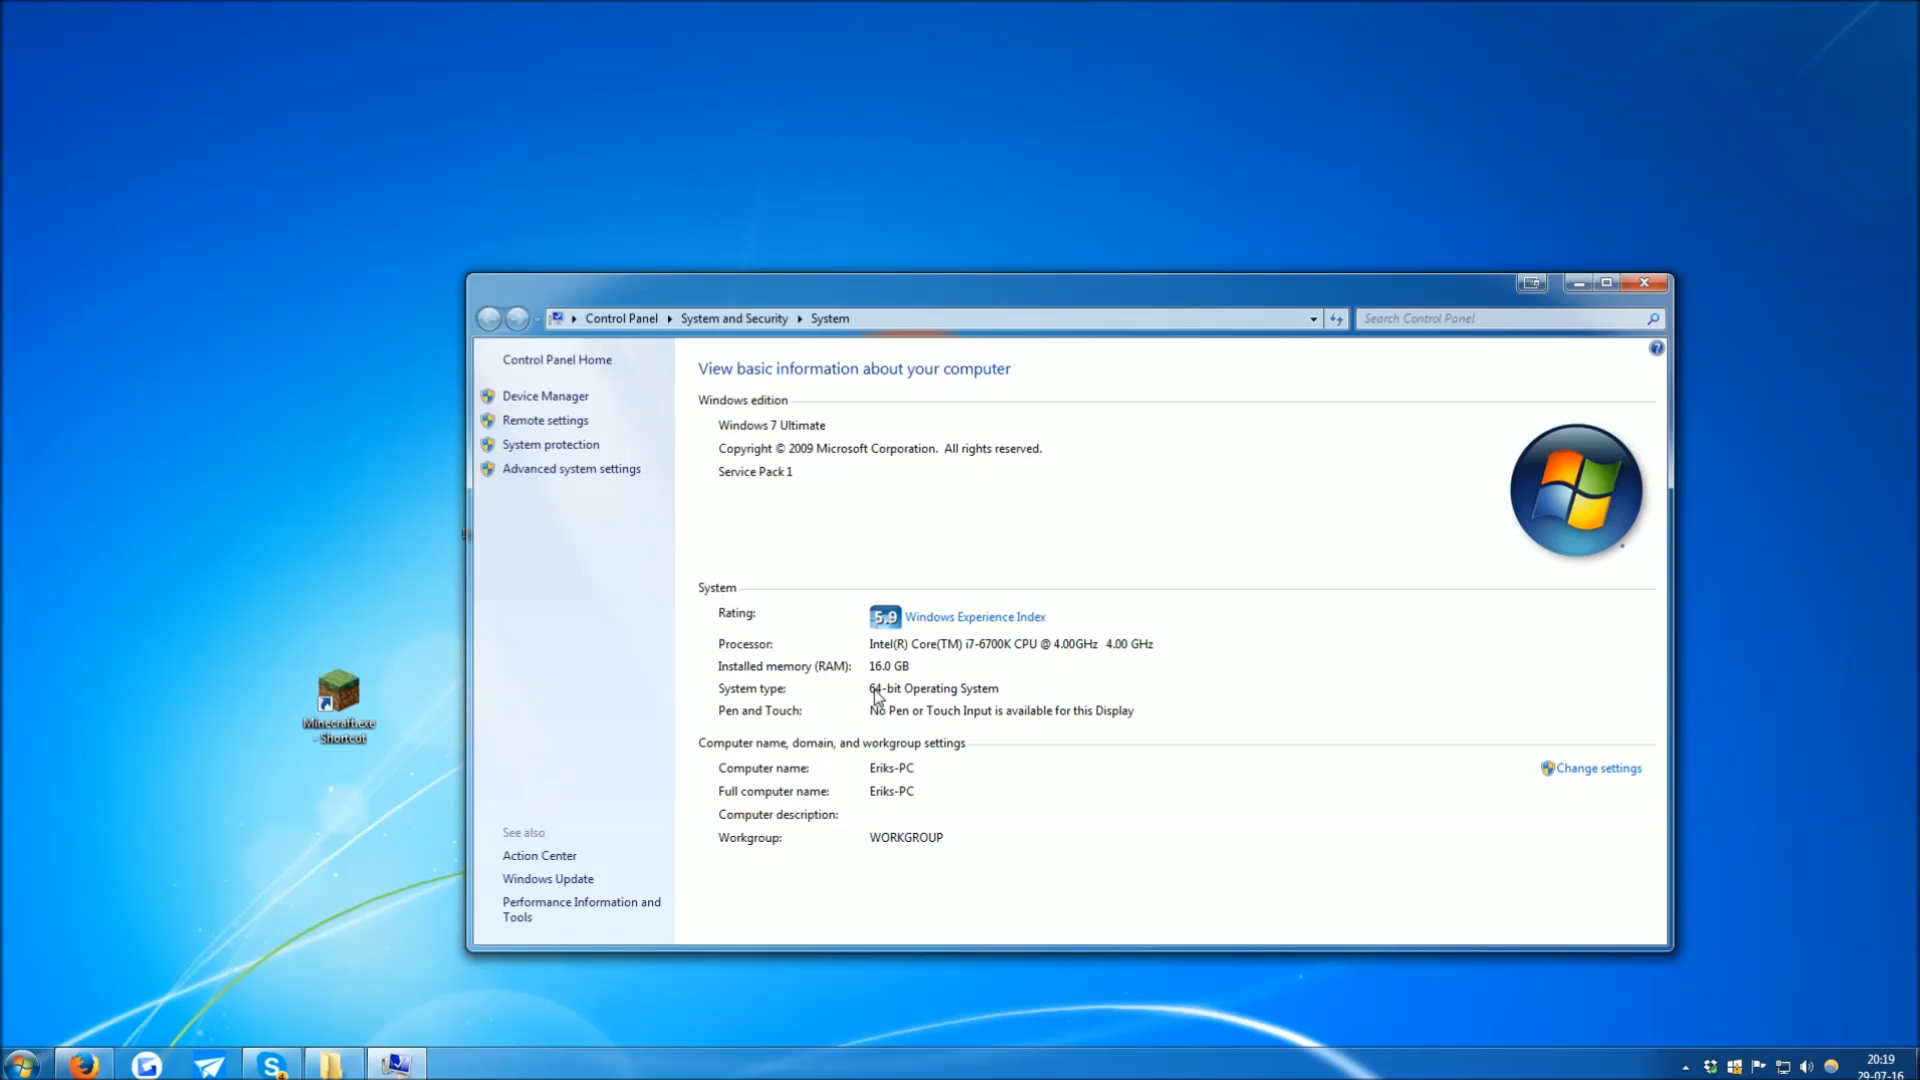 Control Panel
System and Security
System
Search Control Panel
Control Panel Home
Device Manager
Remote settings
System protection
Advanced system settings
See also
Action Center
Windows Update
Performance Information and
Tools
View basic information about your computer
Windows edition
Windows 7 Ultimate
Copyright © 2009 Microsoft Corporation. All rights reserved.
Service Pack 1
System
Rating: 5.9 Windows Experience Index
Processor: Intel(R) Core(TM) i7-6700K CPU @ 4.00GHz 4.00 GHz
Installed memory (RAM): 16.0 GB
System type: 64-bit Operating System
Pen and Touch: No Pen or Touch Input is available for this Display
Computer name, domain, and workgroup settings
Computer name: Eriks-PC
Change settings
Full computer name: Eriks-PC
Computer description:
Workgroup: WORKGROUP
Minecraft.exe
- Shortcut
20:19
29-07-16